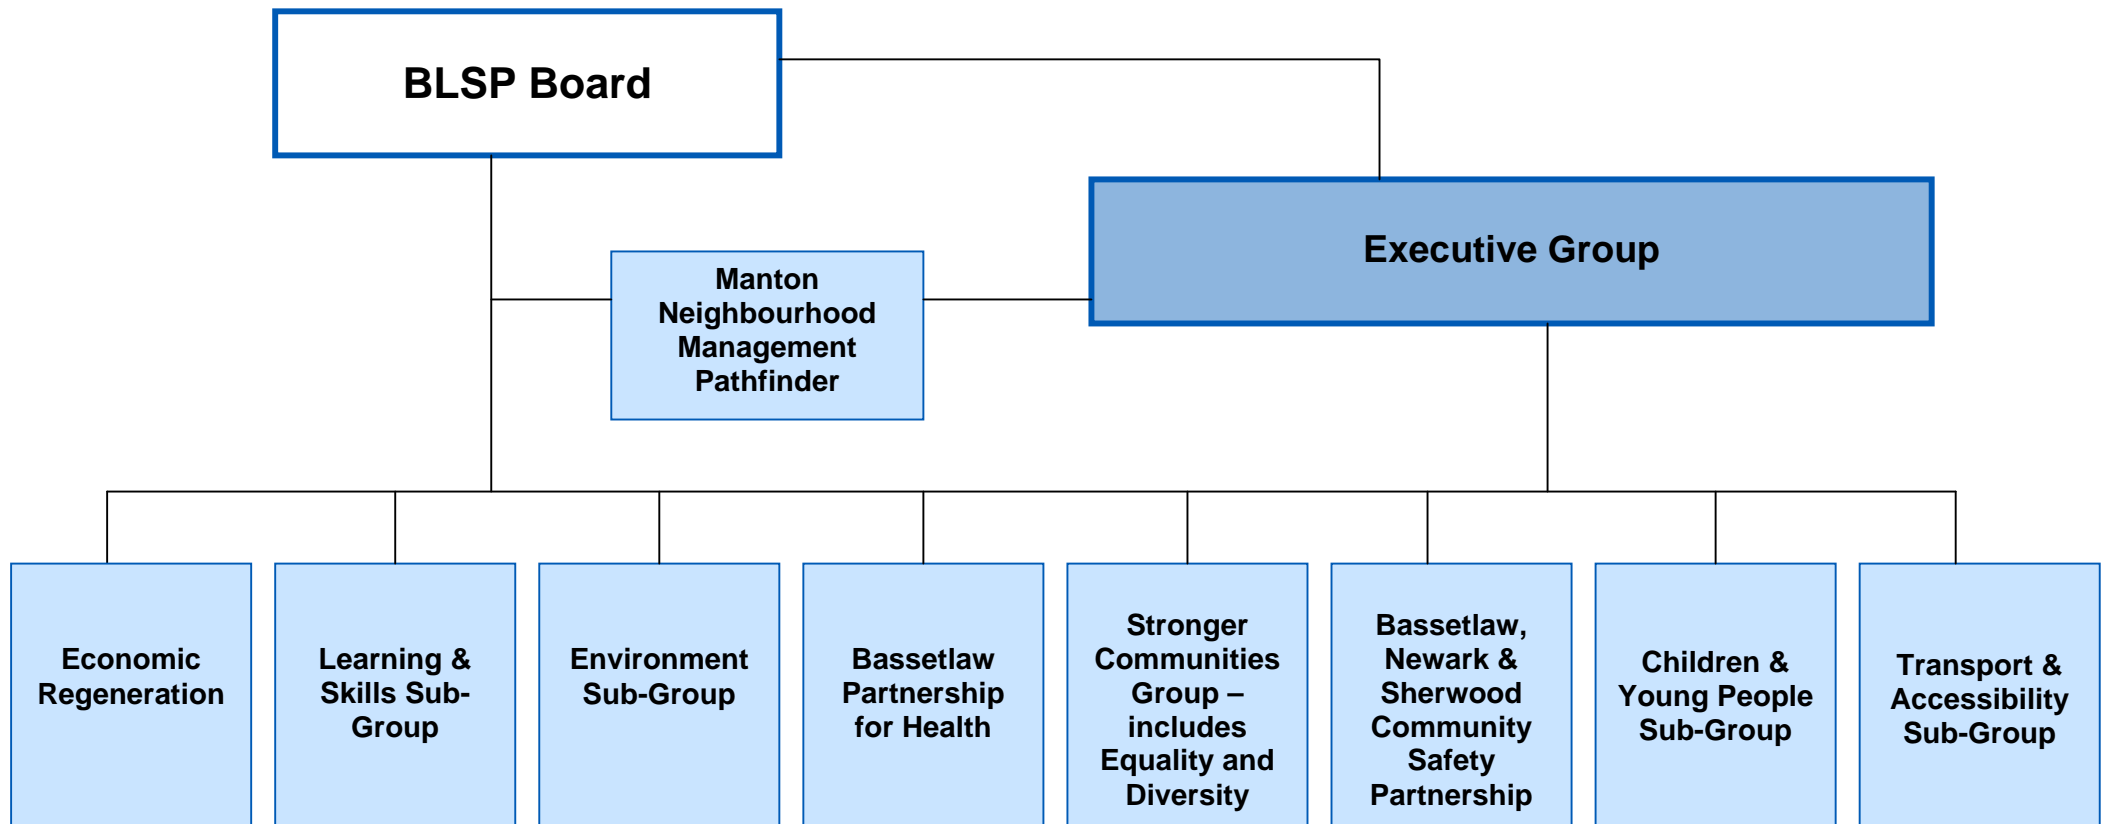 BLSP Board
Executive Group
Manton
Neighbourhood
Management
Pathfinder
Economic
Regeneration
Learning &
Skills Sub-
Group
Environment
Sub-Group
Bassetlaw
Partnership
for Health
Stronger
Communities
Group –
includes
Equality and
Diversity
Bassetlaw,
Newark &
Sherwood
Community
Safety
Partnership
Children &
Young People
Sub-Group
Transport &
Accessibility
Sub-Group